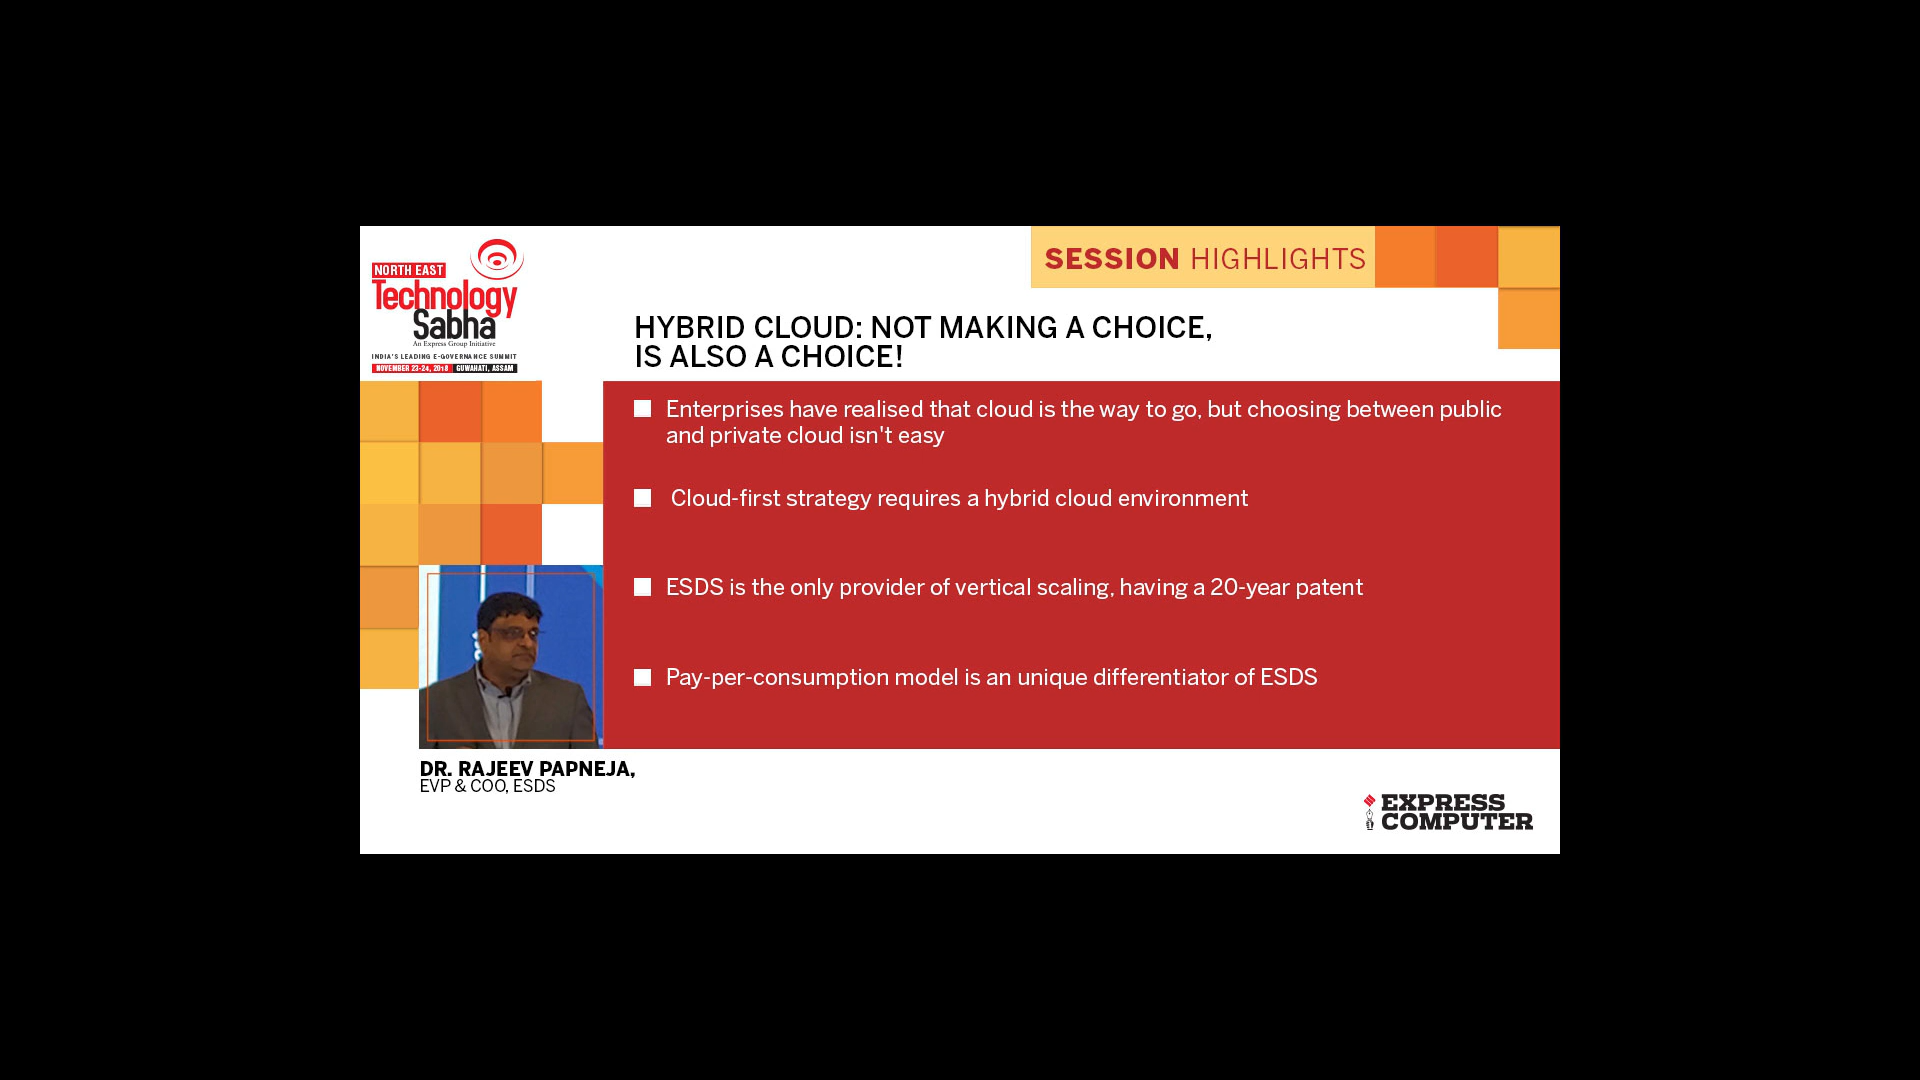 NORTH EAST
Technology
Sabha
An Express Group Initiative
INDIA'S LEADING E-GOVERNANCE SUMMIT
NOVEMBER 23-24, 2018 GUWAHATI, ASSAM
SESSION HIGHLIGHTS
HYBRID CLOUD: NOT MAKING A CHOICE,
IS ALSO A CHOICE!
Enterprises have realised that cloud is the way to go, but choosing between public
and private cloud isn't easy
Cloud-first strategy requires a hybrid cloud environment
ESDS is the only provider of vertical scaling, having a 20-year patent
Pay-per-consumption model is an unique differentiator of ESDS
DR. RAJEEV PAPNEJA,
EVP & COO, ESDS
EXPRESS
COMPUTER